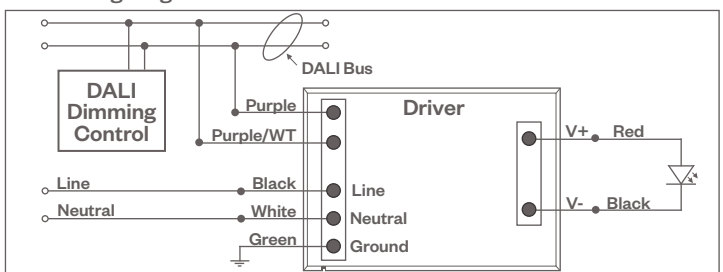 DALI Bus
DALI
Dimming
Control
Driver
Purple
Purple/WT
V+ Red
Line Black Line
V- Black
Neutral White Neutral
Green Ground